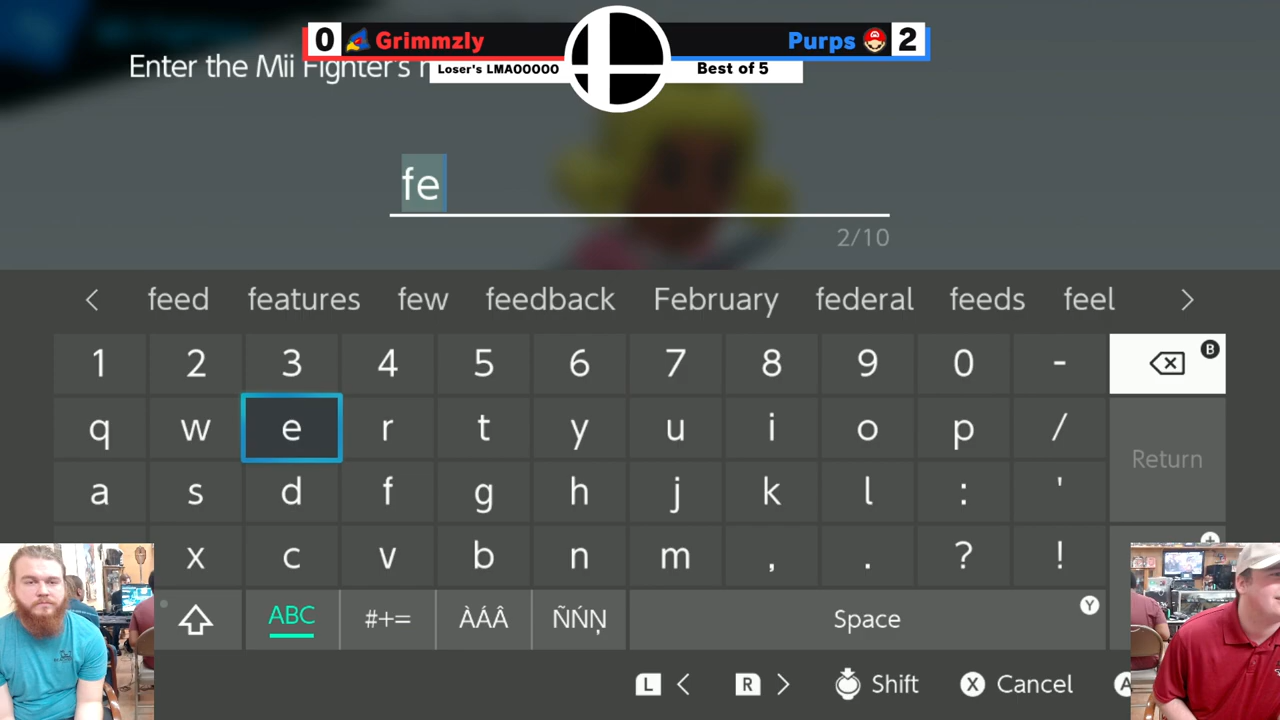 0 Grimmzly Purps 2
Loser's LMAOOOOO Best of 5
Enter the Mii Fighter's
fe
2/10
< feed features few feedback February federal feeds feel >
1 2 3 4 5 6 7 8 9 0 - B
q w e r t y u i o p / Return
a s d f g h j k l : '
x c v b n m , . ? ! +
ABC #+= ÀÁÂ ÑŃŅ Space Y
L < R > Shift X Cancel A